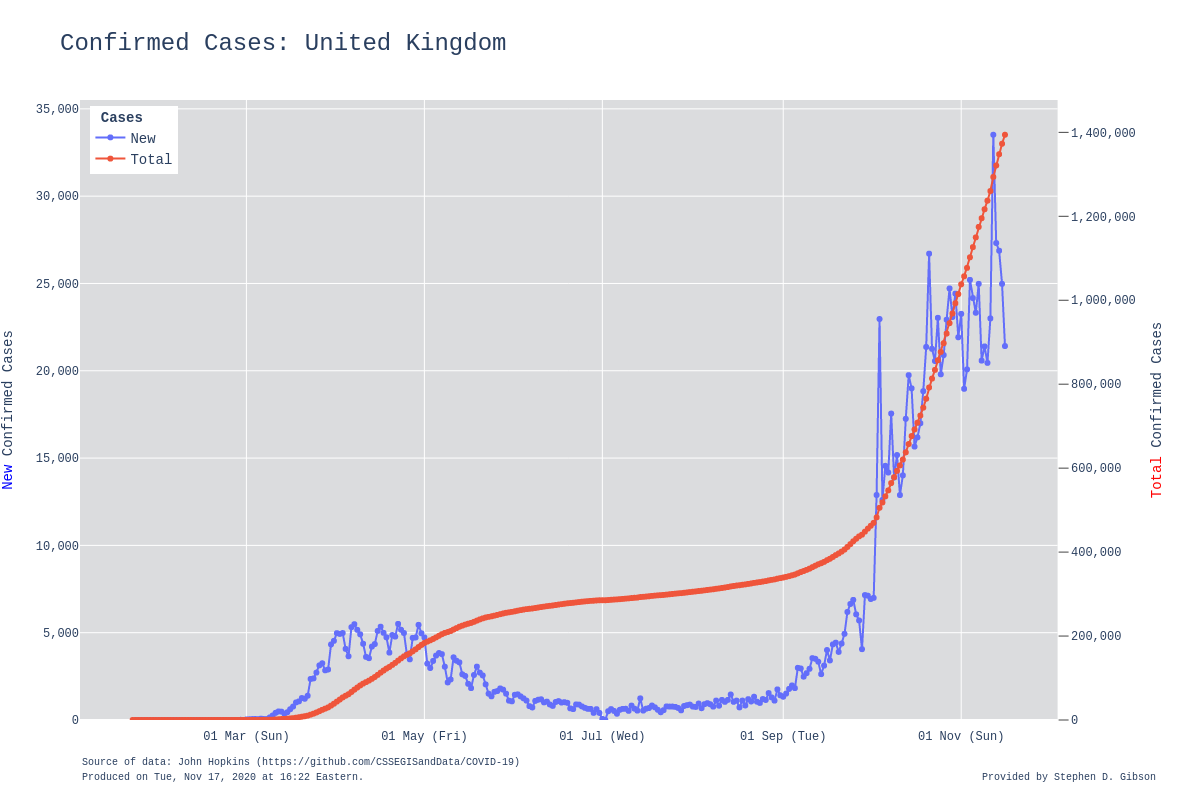 Confirmed Cases: United Kingdom
Cases
New
Total
35,000
30,000
25,000
20,000
15,000
10,000
5,000
0
1,400,000
1,200,000
1,000,000
800,000
600,000
400,000
200,000
0
New Confirmed Cases
Total Confirmed Cases
01 Mar (Sun) 01 May (Fri) 01 Jul (Wed) 01 Sep (Tue) 01 Nov (Sun)
Source of data: John Hopkins (https://github.com/CSSEGISandData/COVID-19)
Produced on Tue, Nov 17, 2020 at 16:22 Eastern.
Provided by Stephen D. Gibson